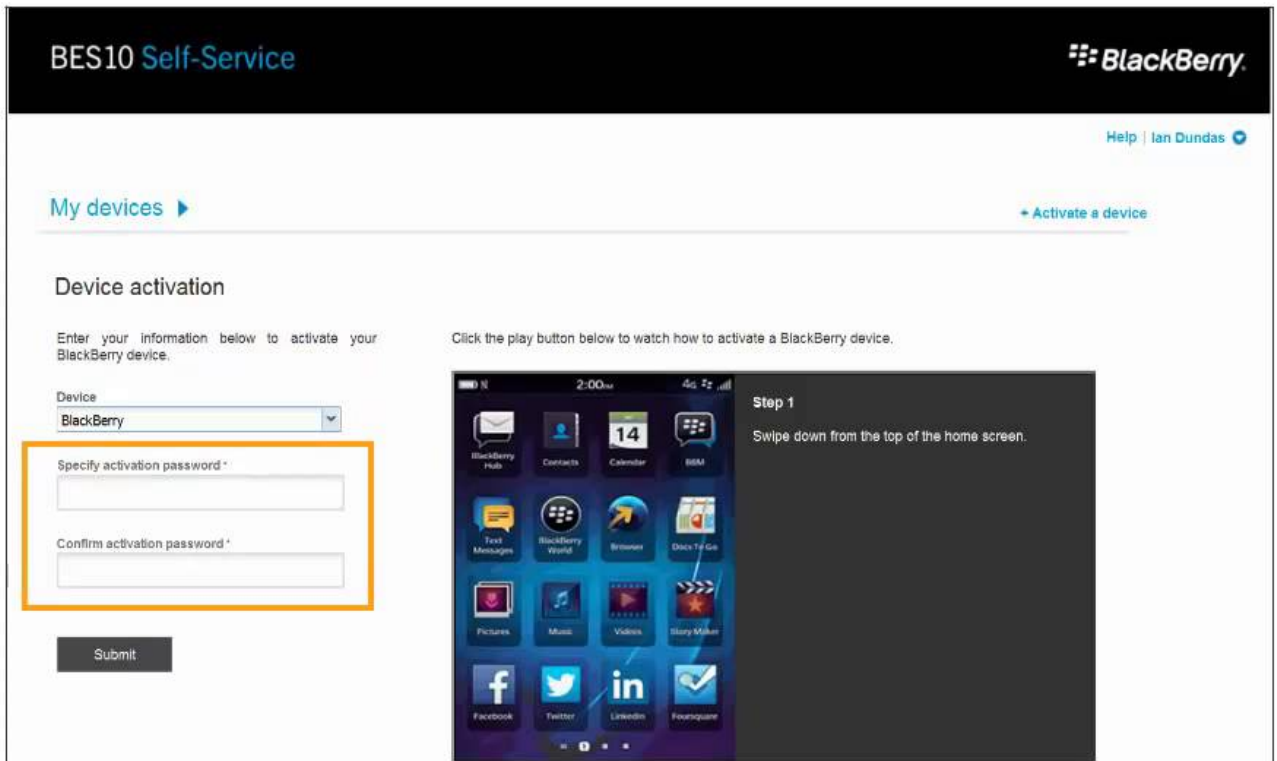 BES10 Self-Service
BlackBerry.
Help | Ian Dundas
My devices
+ Activate a device
Device activation
Enter your information below to activate your
BlackBerry device.
Click the play button below to watch how to activate a BlackBerry device.
Device
BlackBerry
Specify activation password *
Confirm activation password *
Submit
2:00PM
4G
Step 1
Swipe down from the top of the home screen.
BlackBerry
Hub
Contacts
14
Calendar
BBM
Text
Messages
BlackBerry
World
Browser
Docs To Go
Pictures
Music
Videos
Story Maker
f
Facebook
Twitter
in
LinkedIn
Foursquare